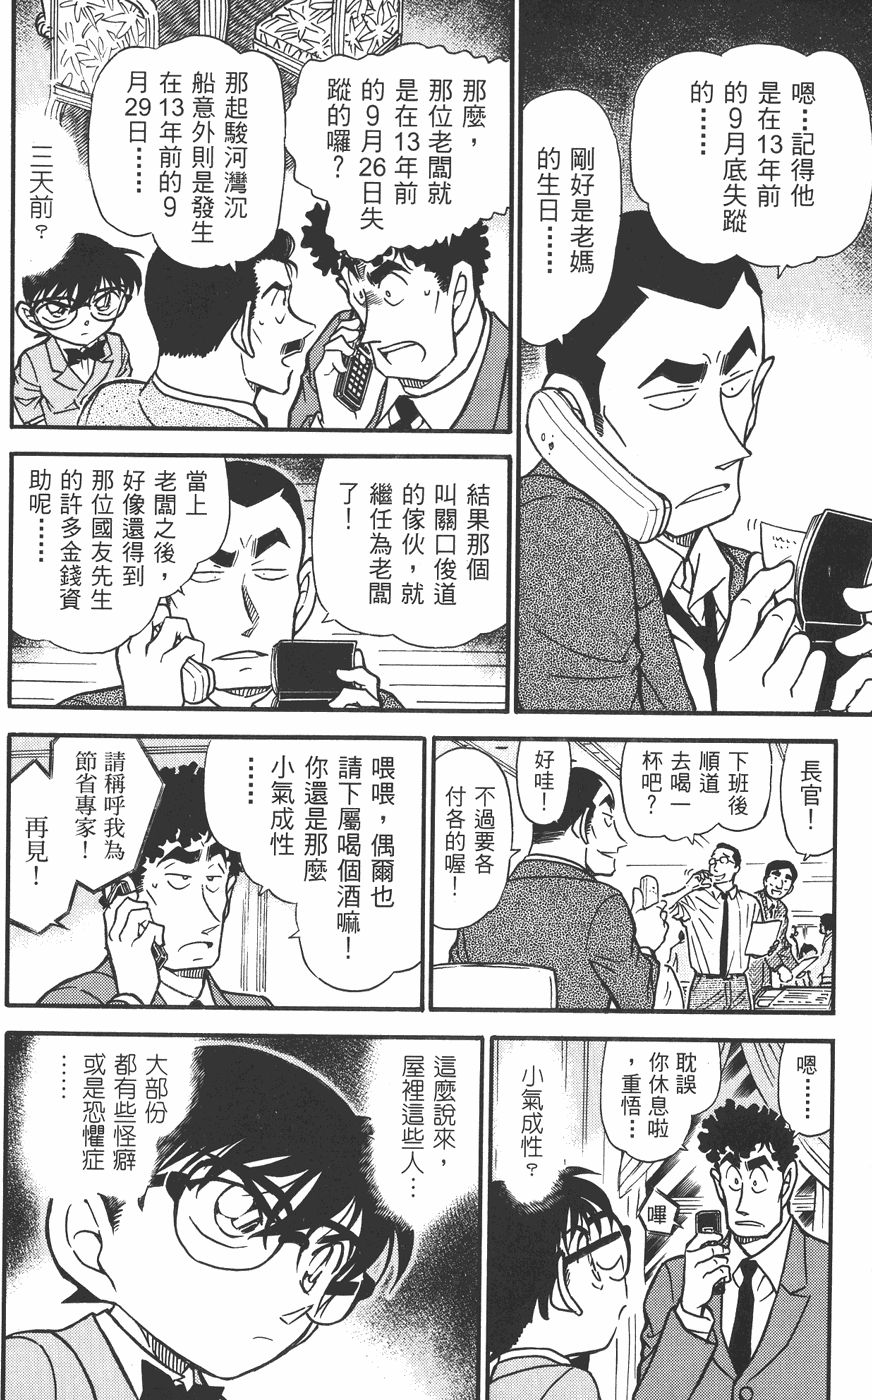 嗯…記得他
是在13年前
的9月底失蹤
的……
剛好是老媽
的生日……
那麼，
那位老闆就
是在13年前
的9月26日失
蹤的囉？
那起駿河灣沉
船意外則是發生
在13年前的9
月29日……
三天前？
結果那個
叫關口俊道
的傢伙，就
繼任為老闆
了！
當上
老闆之後，
好像還得到
那位國友先生
的許多金錢資
助呢……
長官！
下班後
順道
去喝一
杯吧？
好哇！
不過要各
付各的喔！
喂喂，偶爾也
請下屬喝個酒嘛！
你還是那麼
小氣成性
……
請稱呼我為
節省專家！
再見！
嗯……
耽誤
你休息啦
，重悟…
嗶
小氣成性？
這麼說來，
屋裡這些人…
大部份
都有些怪癖
或是恐懼症
……